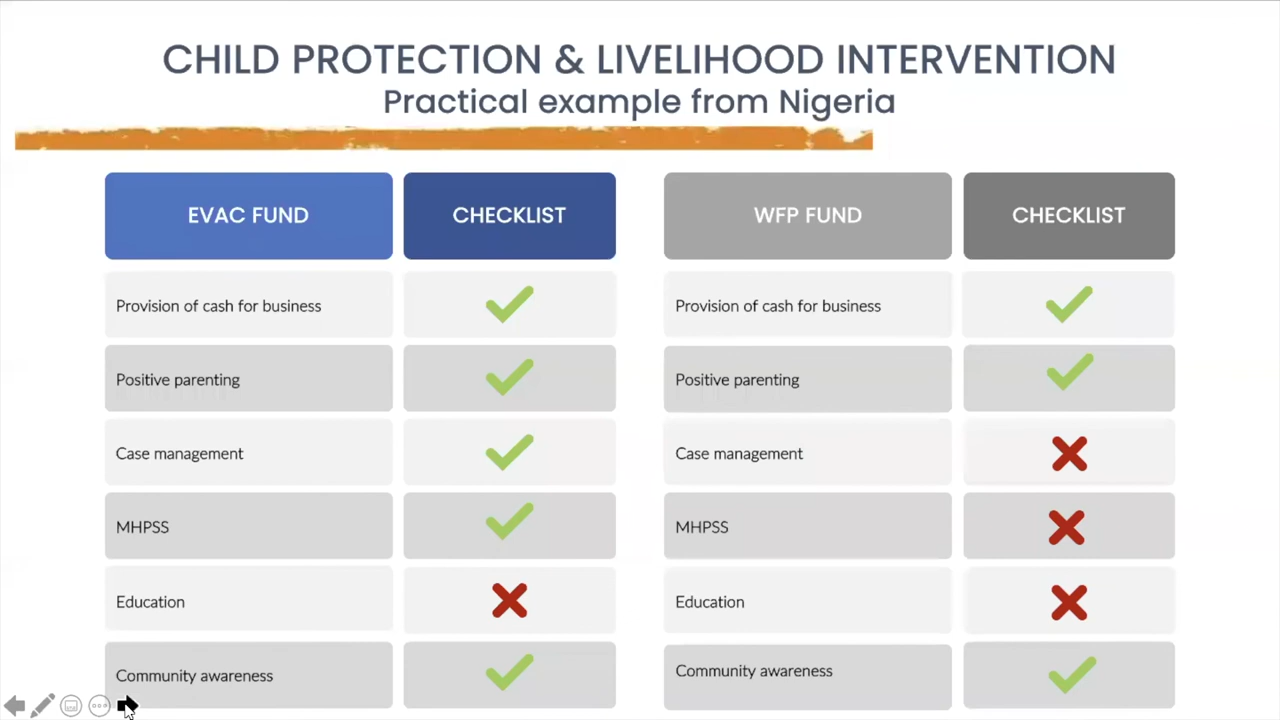 CHILD PROTECTION & LIVELIHOOD INTERVENTION
Practical example from Nigeria
EVAC FUND
CHECKLIST
WFP FUND
CHECKLIST
Provision of cash for business
Provision of cash for business
Positive parenting
Positive parenting
Case management
Case management
MHPSS
MHPSS
Education
Education
Community awareness
Community awareness